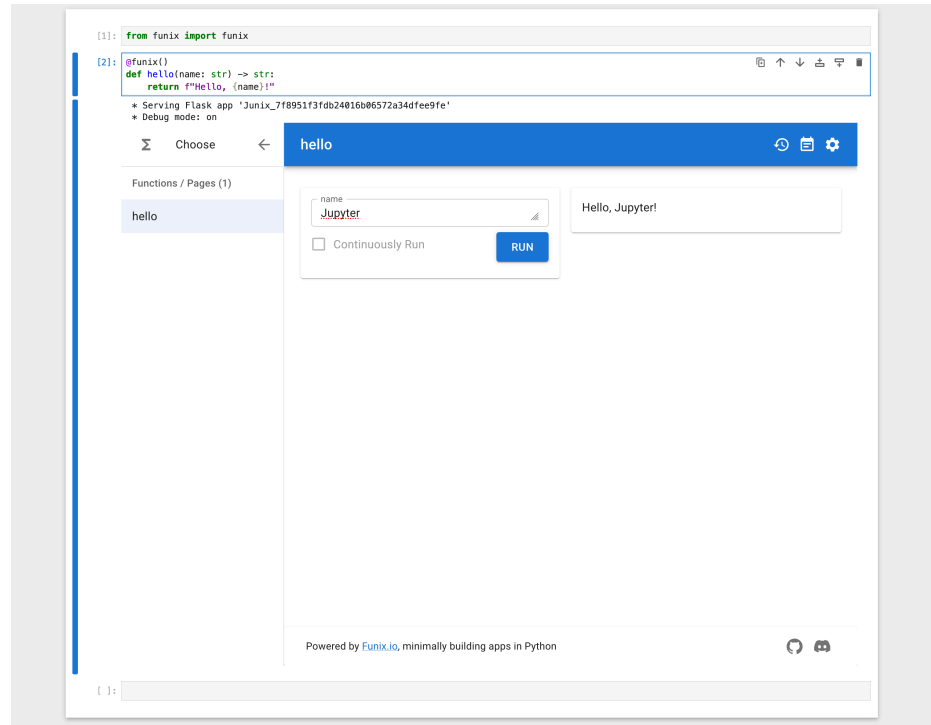 [1]: from funix import funix
[2]: @funix()
def hello(name: str) -> str:
    return f"Hello, {name}!"
* Serving Flask app 'Junix_7f8951f3fdb24016b06572a34dfee9fe'
* Debug mode: on
Choose
hello
Functions / Pages (1)
hello
name
Jupyter
Continuously Run
RUN
Hello, Jupyter!
Powered by Funix.io, minimally building apps in Python
[ ]: